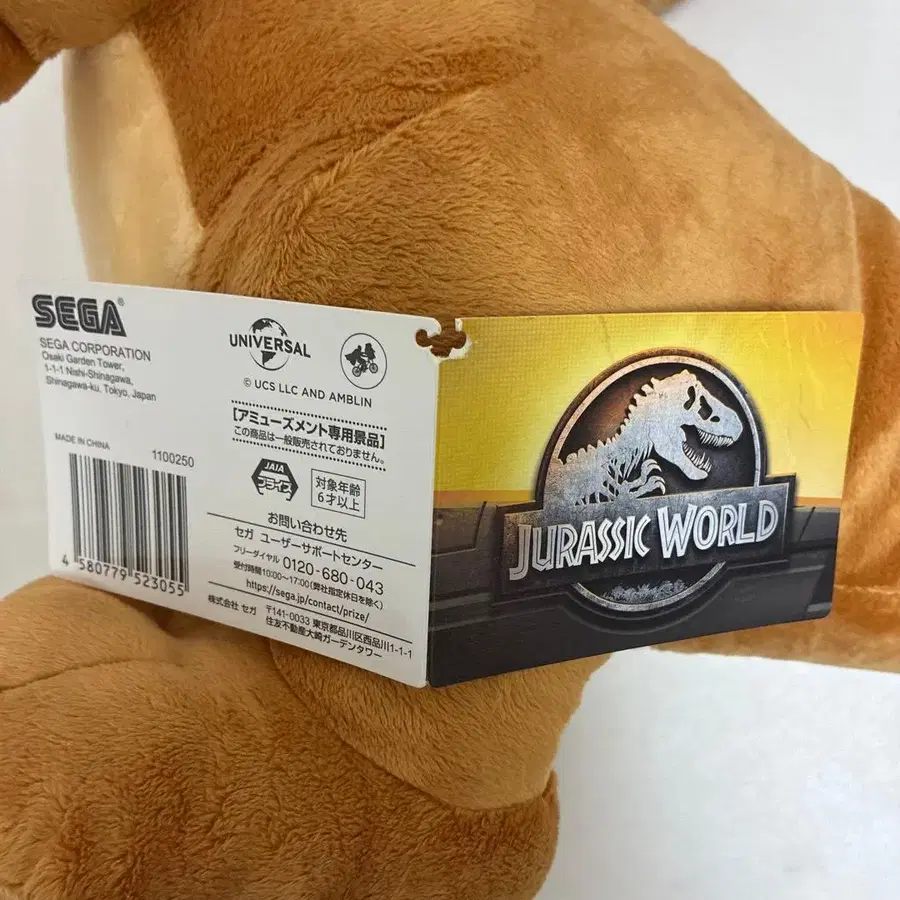 SEGA®
SEGA CORPORATION
Osaki Garden Tower,
1-1-1 Nishi-Shinagawa,
Shinagawa-ku, Tokyo, Japan
MADE IN CHINA
1100250
4 580779 523055
UNIVERSAL
© UCS LLC AND AMBLIN
[アミューズメント専用景品]
この商品は一般販売されておりません。
JAIA
プライズ
対象年齢
6才以上
お問い合わせ先
セガ ユーザーサポートセンター
フリーダイヤル 0120-680-043
受付時間10:00~17:00(弊社指定休日を除く)
https://sega.jp/contact/prize/
株式会社 セガ 〒141-0033 東京都品川区西品川1-1-1
住友不動産大崎ガーデンタワー
JURASSIC WORLD